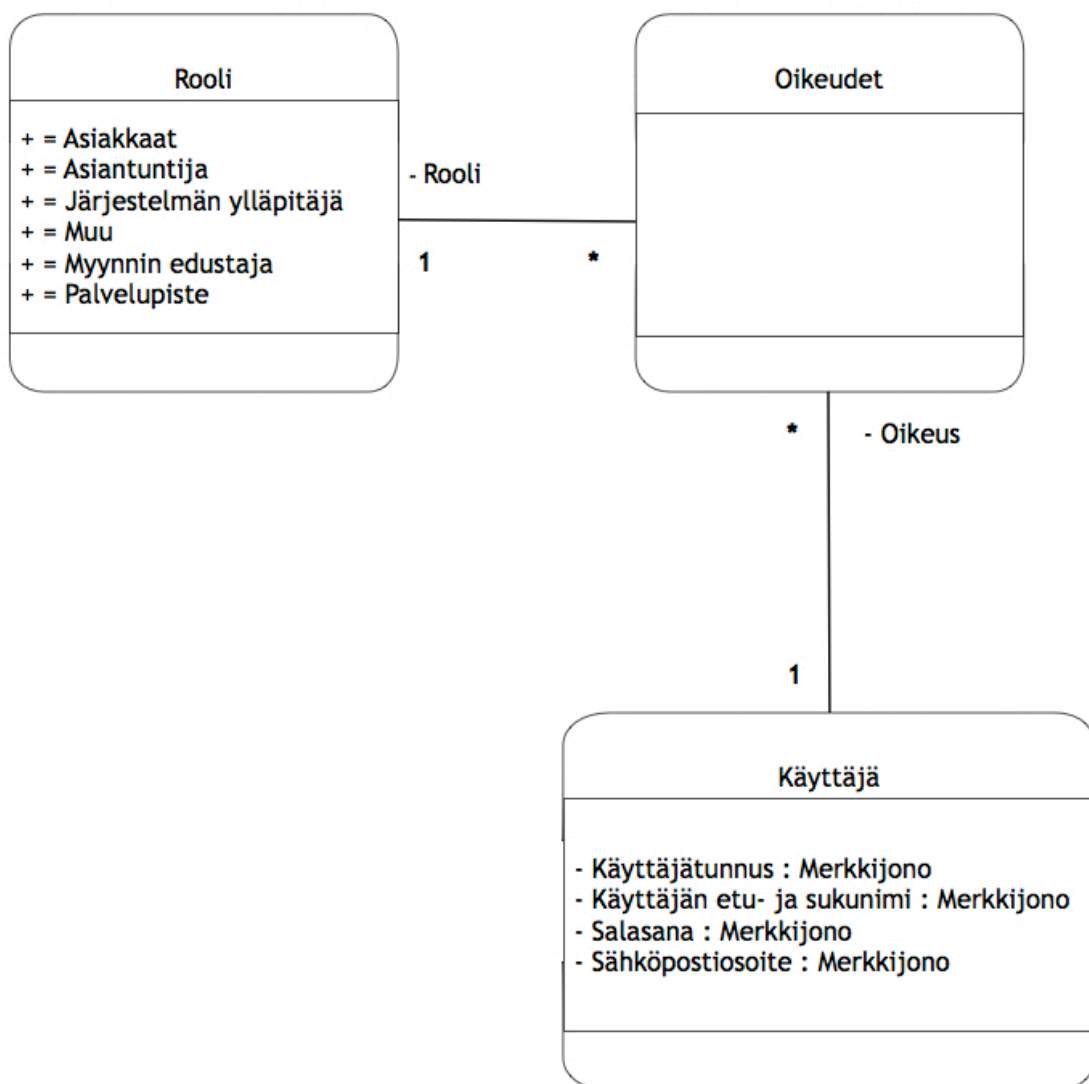 Rooli
+ = Asiakkaat
+ = Asiantuntija
+ = Järjestelmän ylläpitäjä
+ = Muu
+ = Myynnin edustaja
+ = Palvelupiste
- Rooli
1
*
Oikeudet
*
- Oikeus
1
Käyttäjä
- Käyttäjätunnus : Merkkijono
- Käyttäjän etu- ja sukunimi : Merkkijono
- Salasana : Merkkijono
- Sähköpostiosoite : Merkkijono